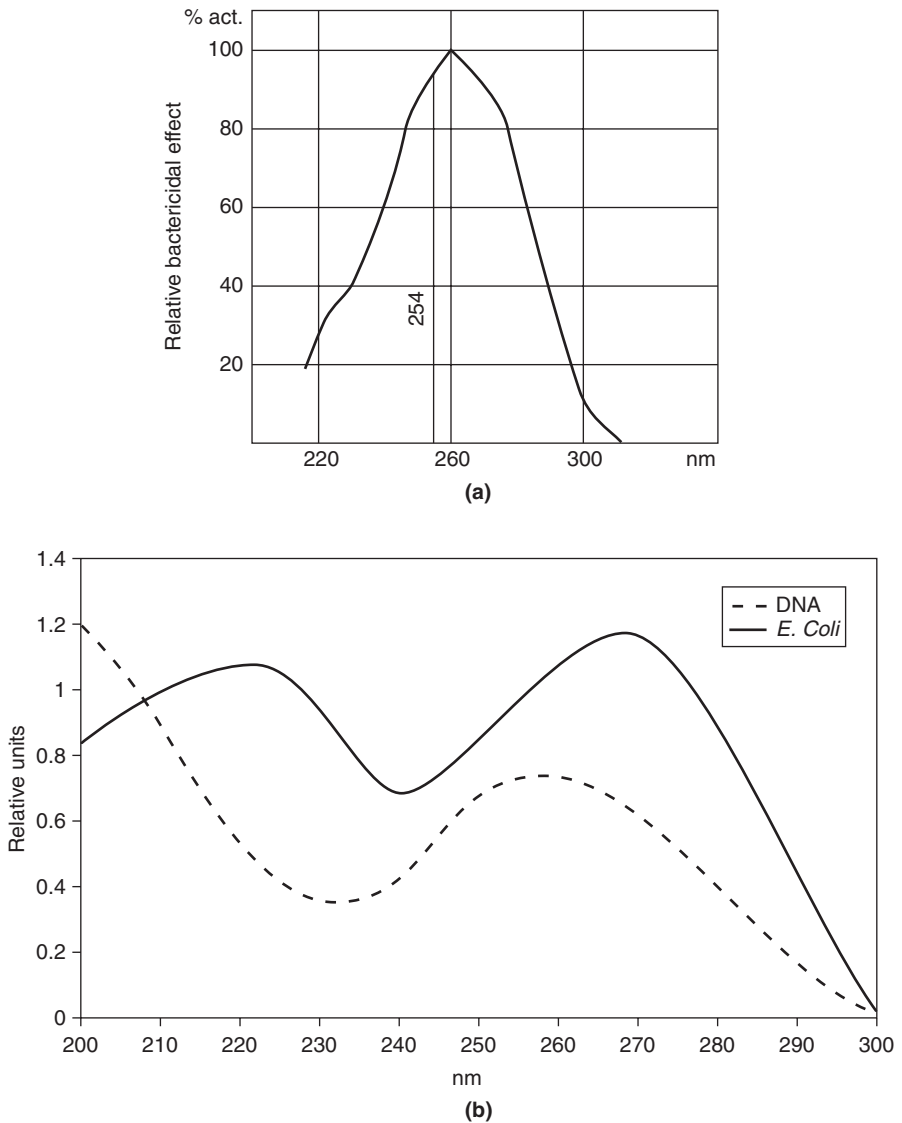 % act.
100
80
60
40
20
Relative bactericidal effect
254
220 260 300 nm
(a)
1.4
1.2
1
0.8
0.6
0.4
0.2
0
Relative units
DNA
E. Coli
200 210 220 230 240 250 260 270 280 290 300
nm
(b)